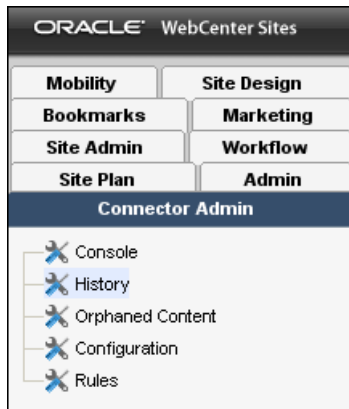 ORACLE WebCenter Sites
Mobility Site Design
Bookmarks Marketing
Site Admin Workflow
Site Plan Admin
Connector Admin
Console
History
Orphaned Content
Configuration
Rules